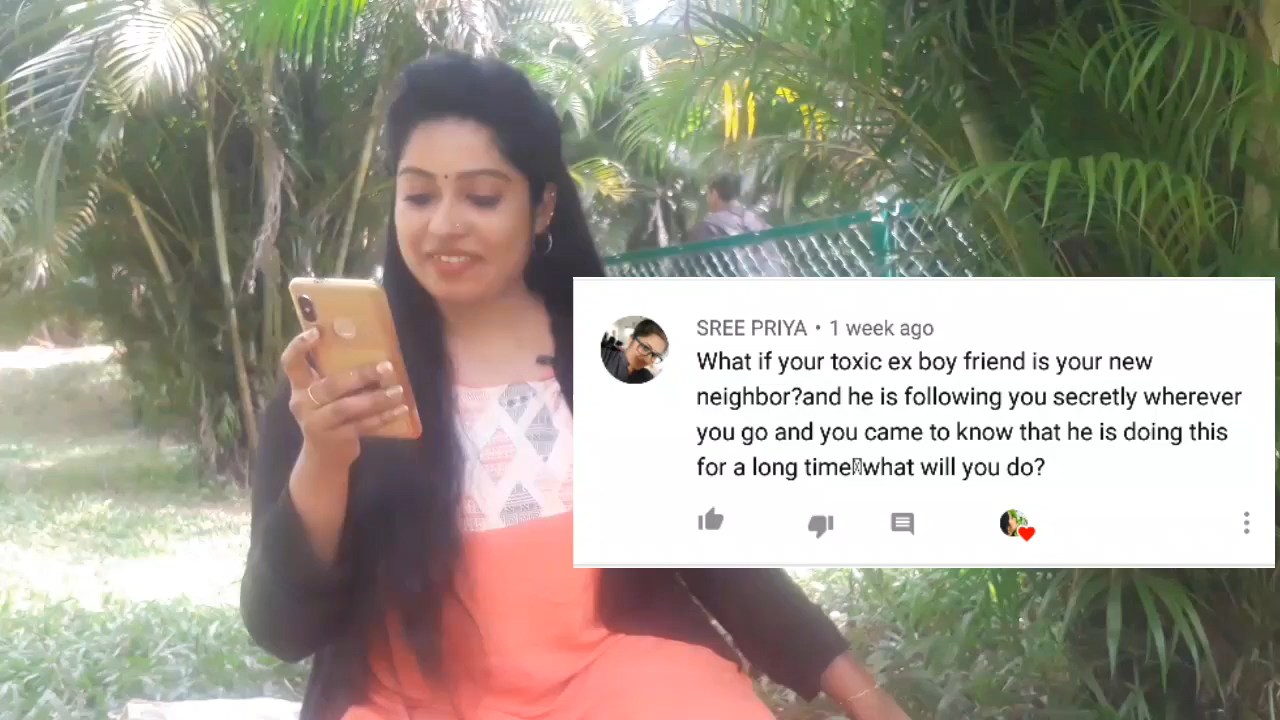 SREE PRIYA • 1 week ago
What if your toxic ex boy friend is your new
neighbor?and he is following you secretly wherever
you go and you came to know that he is doing this
for a long time▯what will you do?